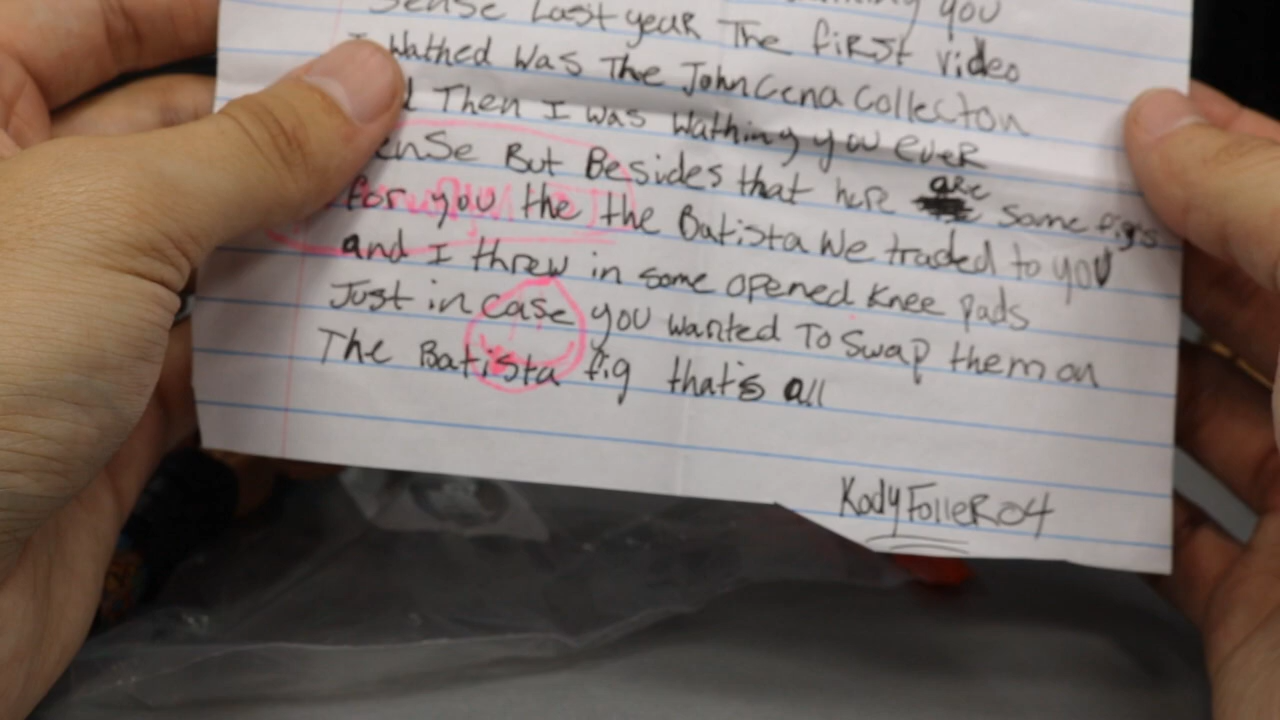 you
Sense Last year The first video
I Wathed Was The John Cena Collecton
Then I was Wathing you ever
ense But Besides that here are some figs
for you the the Batista We traded to you
and I threw in some opened Knee Pads
Just in case you wanted To Swap them on
The Batista fig that's all
KodyFolleR04